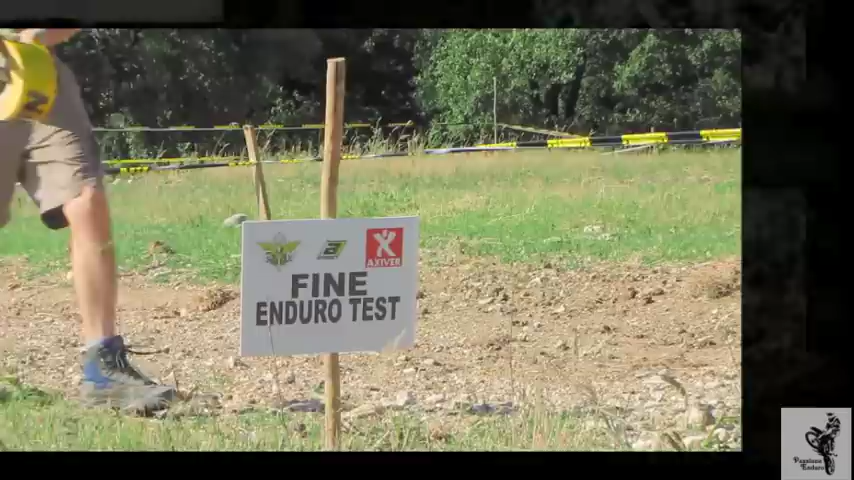 AXIVER
FINE
ENDURO TEST
Passione
Enduro